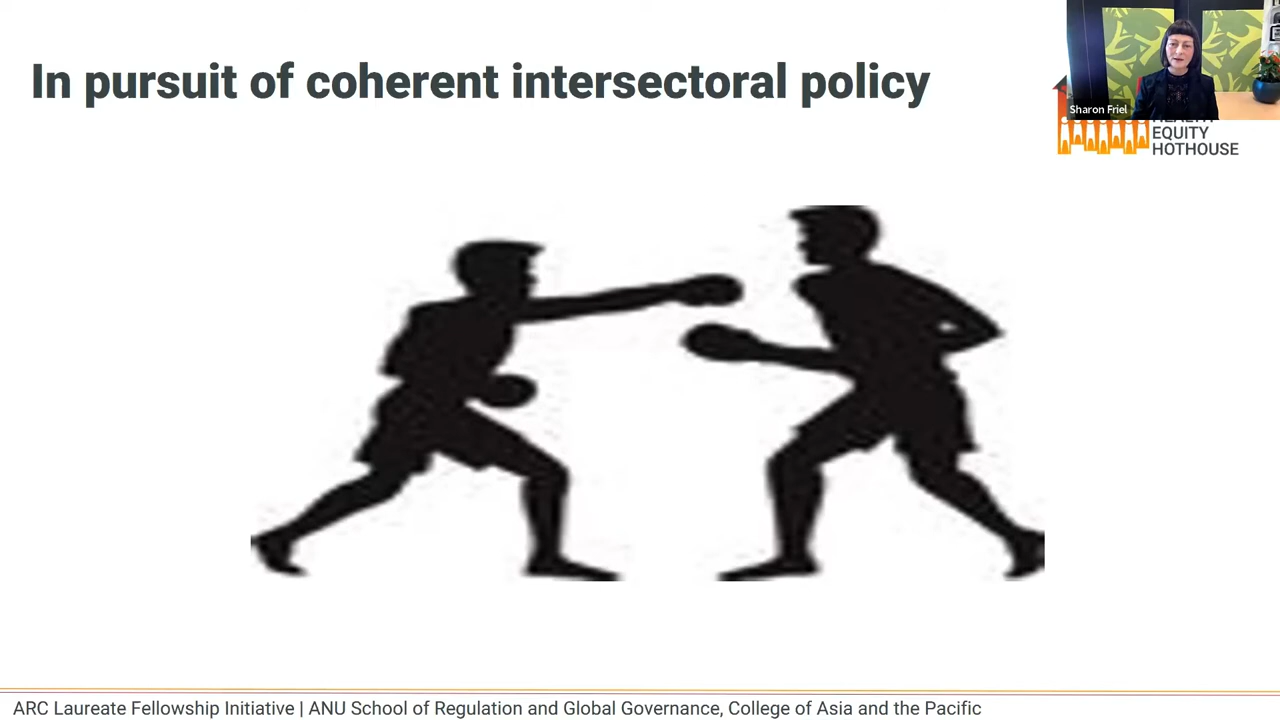 In pursuit of coherent intersectoral policy
Sharon Friel
EQUITY
HOTHOUSE
ARC Laureate Fellowship Initiative | ANU School of Regulation and Global Governance, College of Asia and the Pacific